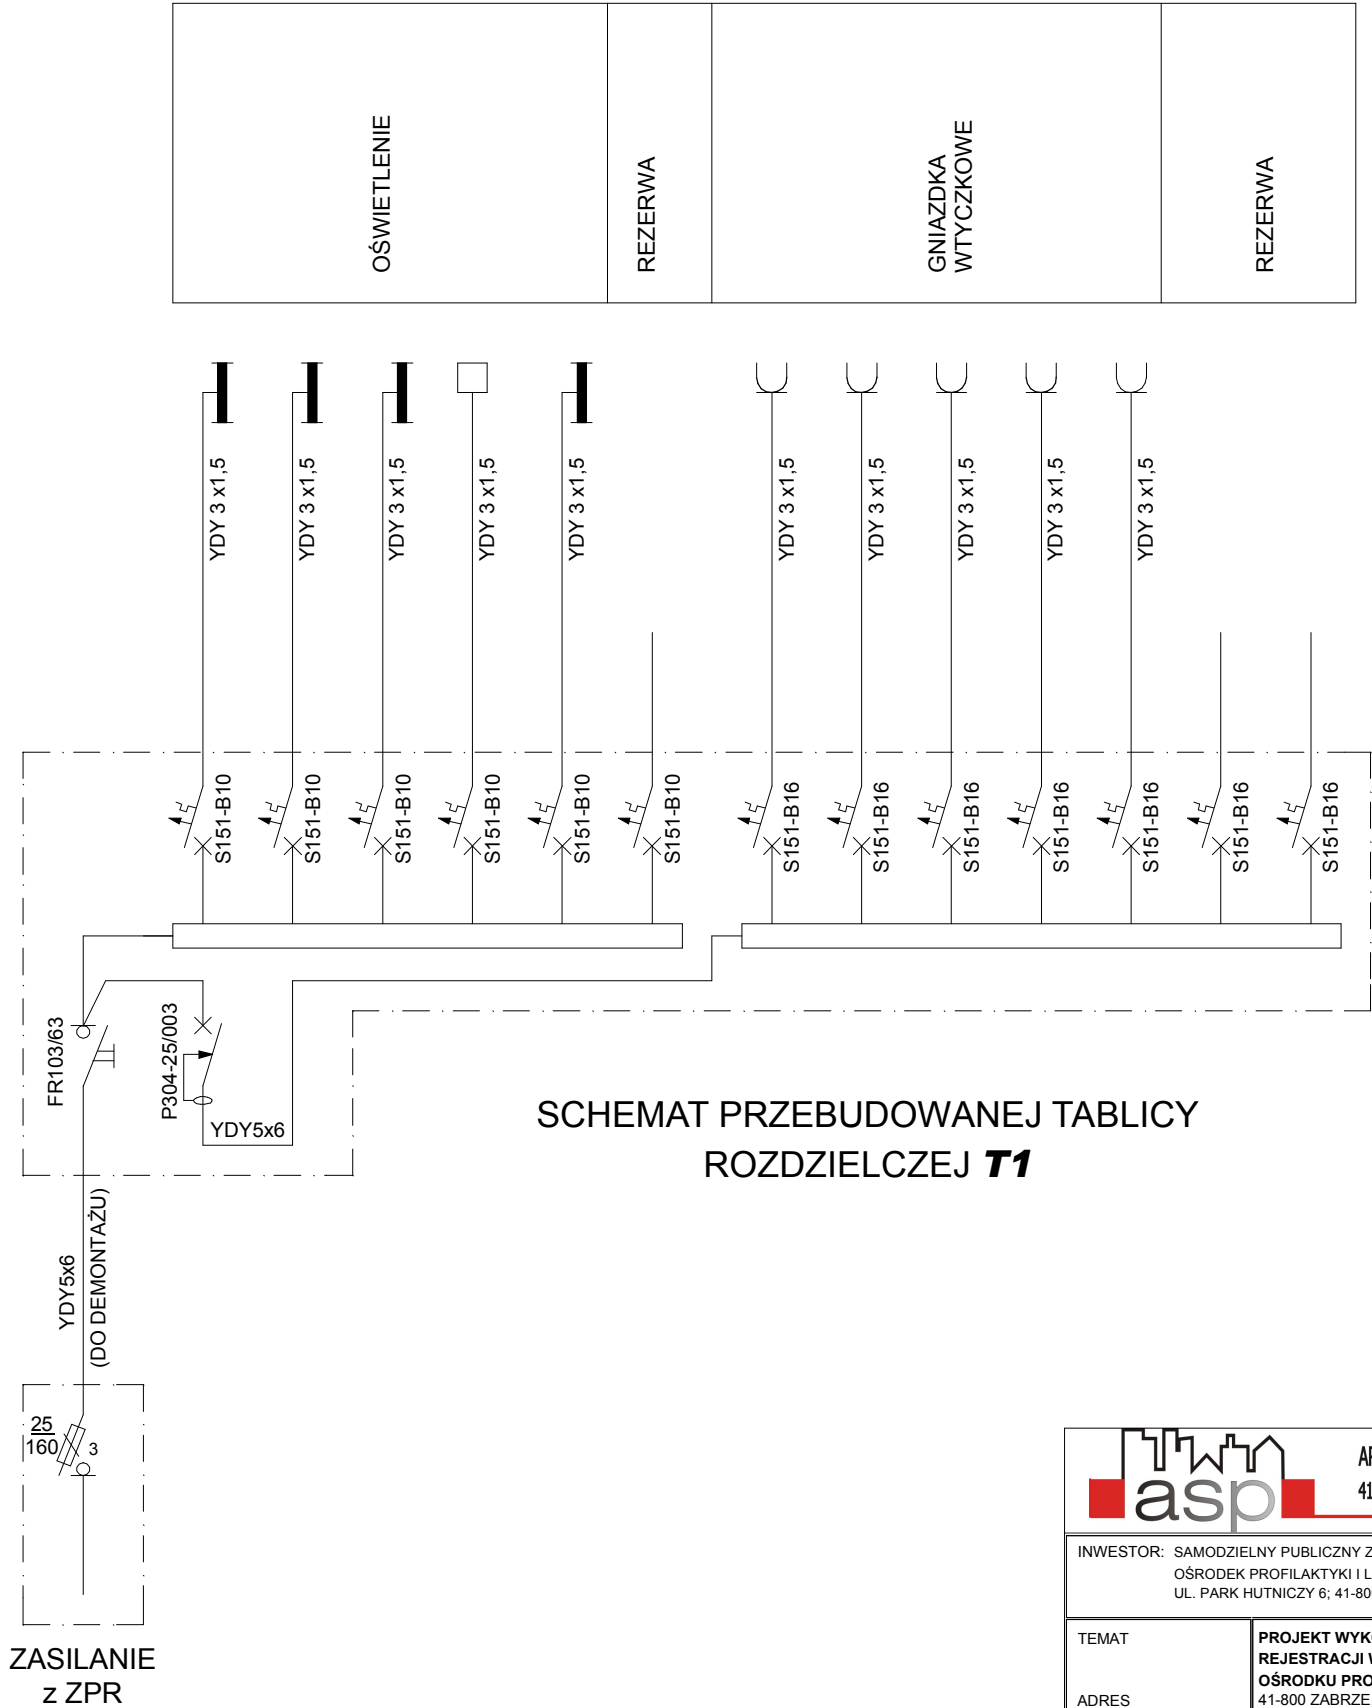 OŚWIETLENIE
REZERWA
GNIAZDKA
WTYCZKOWE
REZERWA
YDY 3 x1,5
YDY 3 x1,5
YDY 3 x1,5
YDY 3 x1,5
YDY 3 x1,5
YDY 3 x1,5
YDY 3 x1,5
YDY 3 x1,5
YDY 3 x1,5
YDY 3 x1,5
S151-B10
S151-B10
S151-B10
S151-B10
S151-B10
S151-B10
S151-B16
S151-B16
S151-B16
S151-B16
S151-B16
S151-B16
S151-B16
FR103/63
P304-25/003
YDY5x6
SCHEMAT PRZEBUDOWANEJ TABLICY
ROZDZIELCZEJ T1
YDY5x6
(DO DEMONTAŻU)
25
160
3
ZASILANIE
z ZPR
asp
41
INWESTOR: SAMODZIELNY PUBLICZNY Z
OŚRODEK PROFILAKTYKI I L
UL. PARK HUTNICZY 6; 41-80
TEMAT
PROJEKT WYK
REJESTRACJI
OŚRODKU PRO
ADRES
41-800 ZABRZE